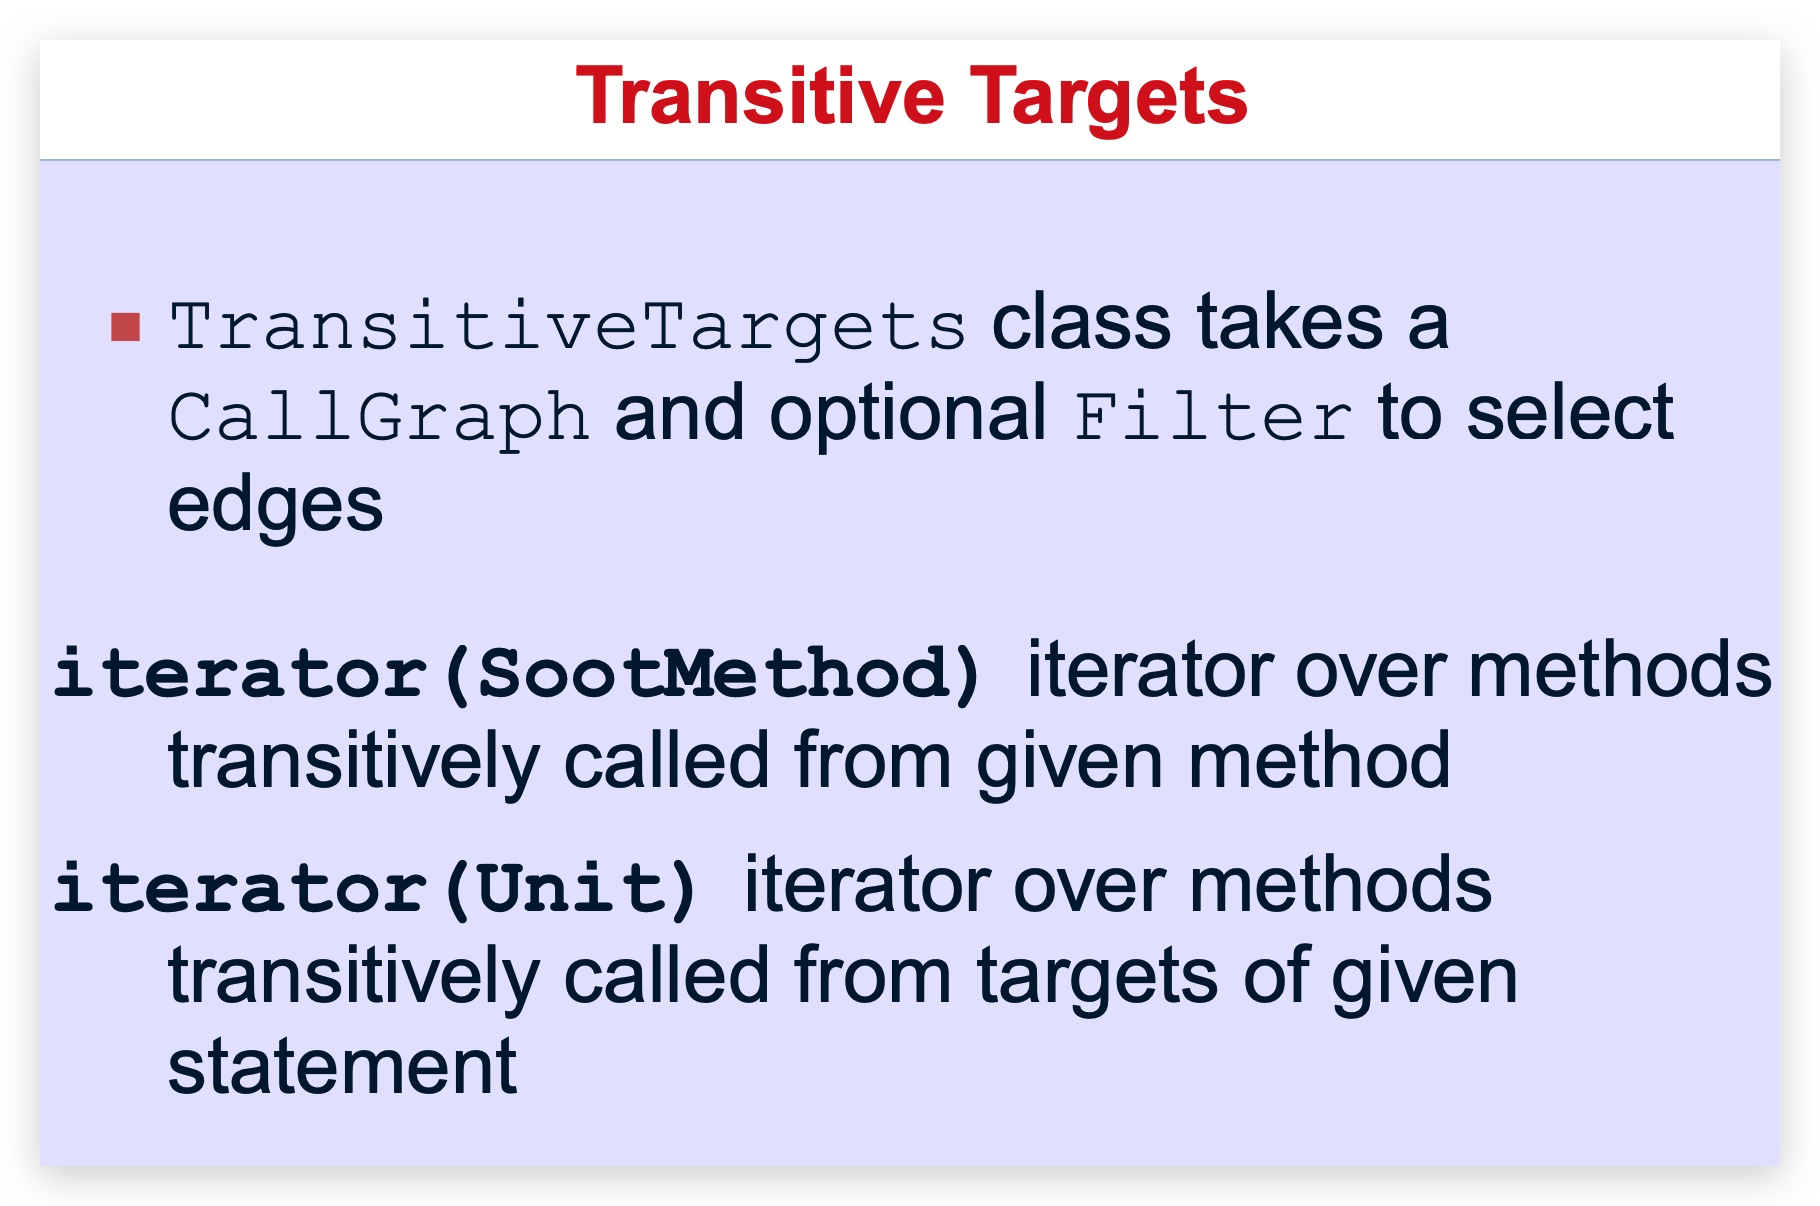 Transitive Targets
TransitiveTargets class takes a
CallGraph and optional Filter to select
edges
iterator(SootMethod) iterator over methods
transitively called from given method
iterator(Unit) iterator over methods
transitively called from targets of given
statement